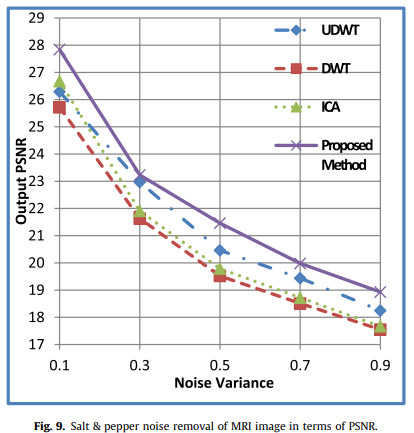 29
28
27
26
25
24
23
22
21
20
19
18
17
Output PSNR
0.1 0.3 0.5 0.7 0.9
Noise Variance
UDWT
DWT
ICA
Proposed
Method
Fig. 9. Salt & pepper noise removal of MRI image in terms of PSNR.